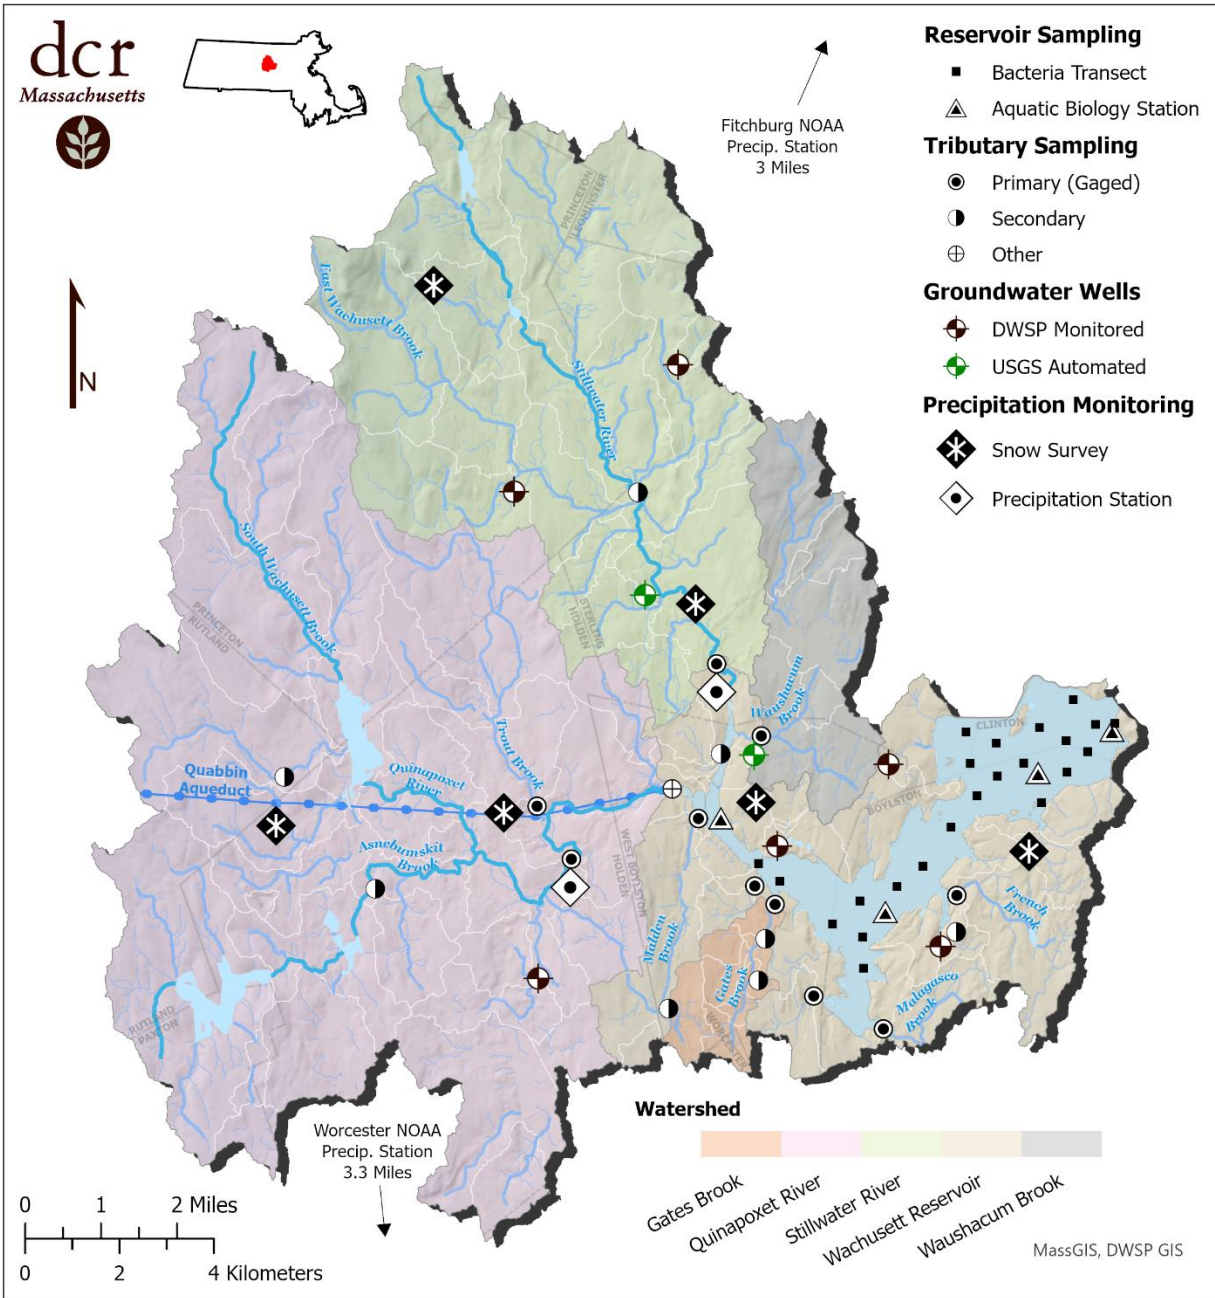 dcr
Massachusetts
Fitchburg NOAA
Precip. Station
3 Miles
Reservoir Sampling
Bacteria Transect
Aquatic Biology Station
Tributary Sampling
Primary (Gaged)
Secondary
Other
Groundwater Wells
DWSP Monitored
USGS Automated
Precipitation Monitoring
Snow Survey
Precipitation Station
N
PRINCETON
LEOMINSTER
East Wachusett Brook
Stillwater River
South Wachusett Brook
PRINCETON
RUTLAND
STERLING
HOLDEN
Waushacum
Brook
Trout Brook
Quabbin
Aqueduct
Quinapoxet
River
Asnebumskit
Brook
WEST BOYLSTON
HOLDEN
CLINTON
BOYLSTON
Malden
Brook
Gates
Brook
WORCESTER
French
Brook
Malagasco
Brook
RUTLAND
PAXTON
Worcester NOAA
Precip. Station
3.3 Miles
Watershed
Gates Brook
Quinapoxet River
Stillwater River
Wachusett Reservoir
Waushacum Brook
0 1 2 Miles
0 2 4 Kilometers
MassGIS, DWSP GIS